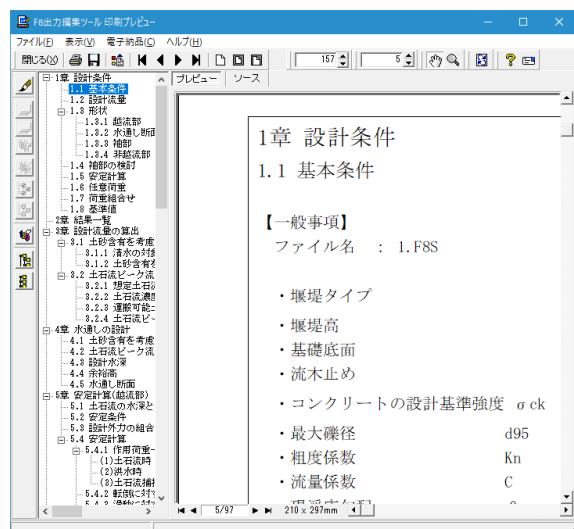 F8出力編集ツール 印刷プレビュー
ファイル(F) 表示(V) 電子納品(C) ヘルプ(H)
閉じる(X) 157 5
プレビュー ソース
1章 設計条件
1.1 基本条件
1.2 設計流量
1.3 形状
1.3.1 越流部
1.3.2 水通し断面
1.3.3 袖部
1.3.4 非越流部
1.4 袖部の検討
1.5 安定計算
1.6 任意荷重
1.7 荷重組合せ
1.8 基準値
2章 結果一覧
3章 設計流量の算出
3.1 土砂含有を考慮
3.1.1 清水の対象
3.1.2 土砂含有を
3.2 土石流ピーク流
3.2.1 想定土石流
3.2.2 土石流濃度
3.2.3 運搬可能土
3.2.4 土石流ピー
4章 水通しの設計
4.1 土砂含有を考慮
4.2 土石流ピーク流
4.3 設計水深
4.4 余裕高
4.5 水通し断面
5章 安定計算(越流部)
5.1 土石流の水深と
5.2 安定条件
5.3 設計外力の組合
5.4 安定計算
5.4.1 作用荷重
(1)土石流時
(2)洪水時
(3)土石流捕捉
5.4.2 転倒に対す
1章 設計条件
1.1 基本条件
【一般事項】
ファイル名 : 1.F8S
・堰堤タイプ
・堰堤高
・基礎底面
・流木止め
・コンクリートの設計基準強度 σck
・最大礫径 d95
・粗度係数 Kn
・流量係数 C
5/97 210 x 297mm